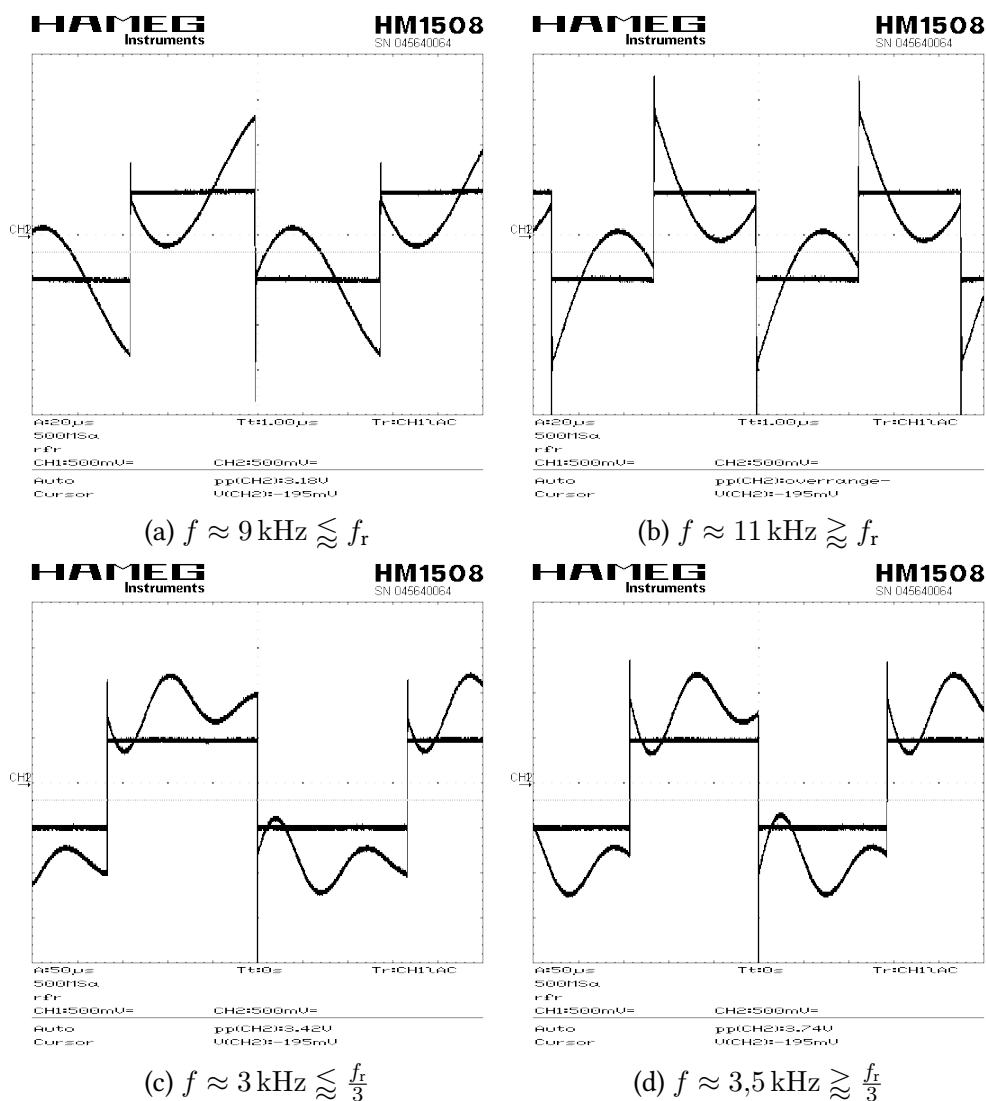 HAMEG
Instruments
HM1508
SN 045640064
CH1
A:20µs Tt:1.00µs Tr:CH1~AC
500MSa
rfr
CH1:500mV= CH2:500mV=
Auto pp(CH2):3.18V
Cursor V(CH2):-195mV
(a) f ≈ 9 kHz ⪅ f_r
HAMEG
Instruments
HM1508
SN 045640064
CH1
A:20µs Tt:1.00µs Tr:CH1~AC
500MSa
rfr
CH1:500mV= CH2:500mV=
Auto pp(CH2):overrange-
Cursor V(CH2):-195mV
(b) f ≈ 11 kHz ⪆ f_r
HAMEG
Instruments
HM1508
SN 045640064
CH1
A:50µs Tt:0s Tr:CH1~AC
500MSa
rfr
CH1:500mV= CH2:500mV=
Auto pp(CH2):3.42V
Cursor V(CH2):-195mV
(c) f ≈ 3 kHz ⪅ f_r/3
HAMEG
Instruments
HM1508
SN 045640064
CH1
A:50µs Tt:0s Tr:CH1~AC
500MSa
rfr
CH1:500mV= CH2:500mV=
Auto pp(CH2):3.74V
Cursor V(CH2):-195mV
(d) f ≈ 3,5 kHz ⪆ f_r/3